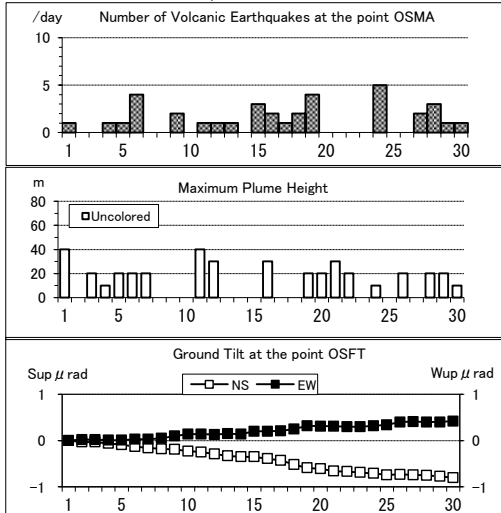 /day
Number of Volcanic Earthquakes at the point OSMA
10
5
0
1 5 10 15 20 25 30
m
Maximum Plume Height
80
60
40
20
0
□Uncolored
1 5 10 15 20 25 30
Ground Tilt at the point OSFT
Sup μ rad
Wup μ rad
NS EW
1 1
0 0
−1 −1
1 5 10 15 20 25 30